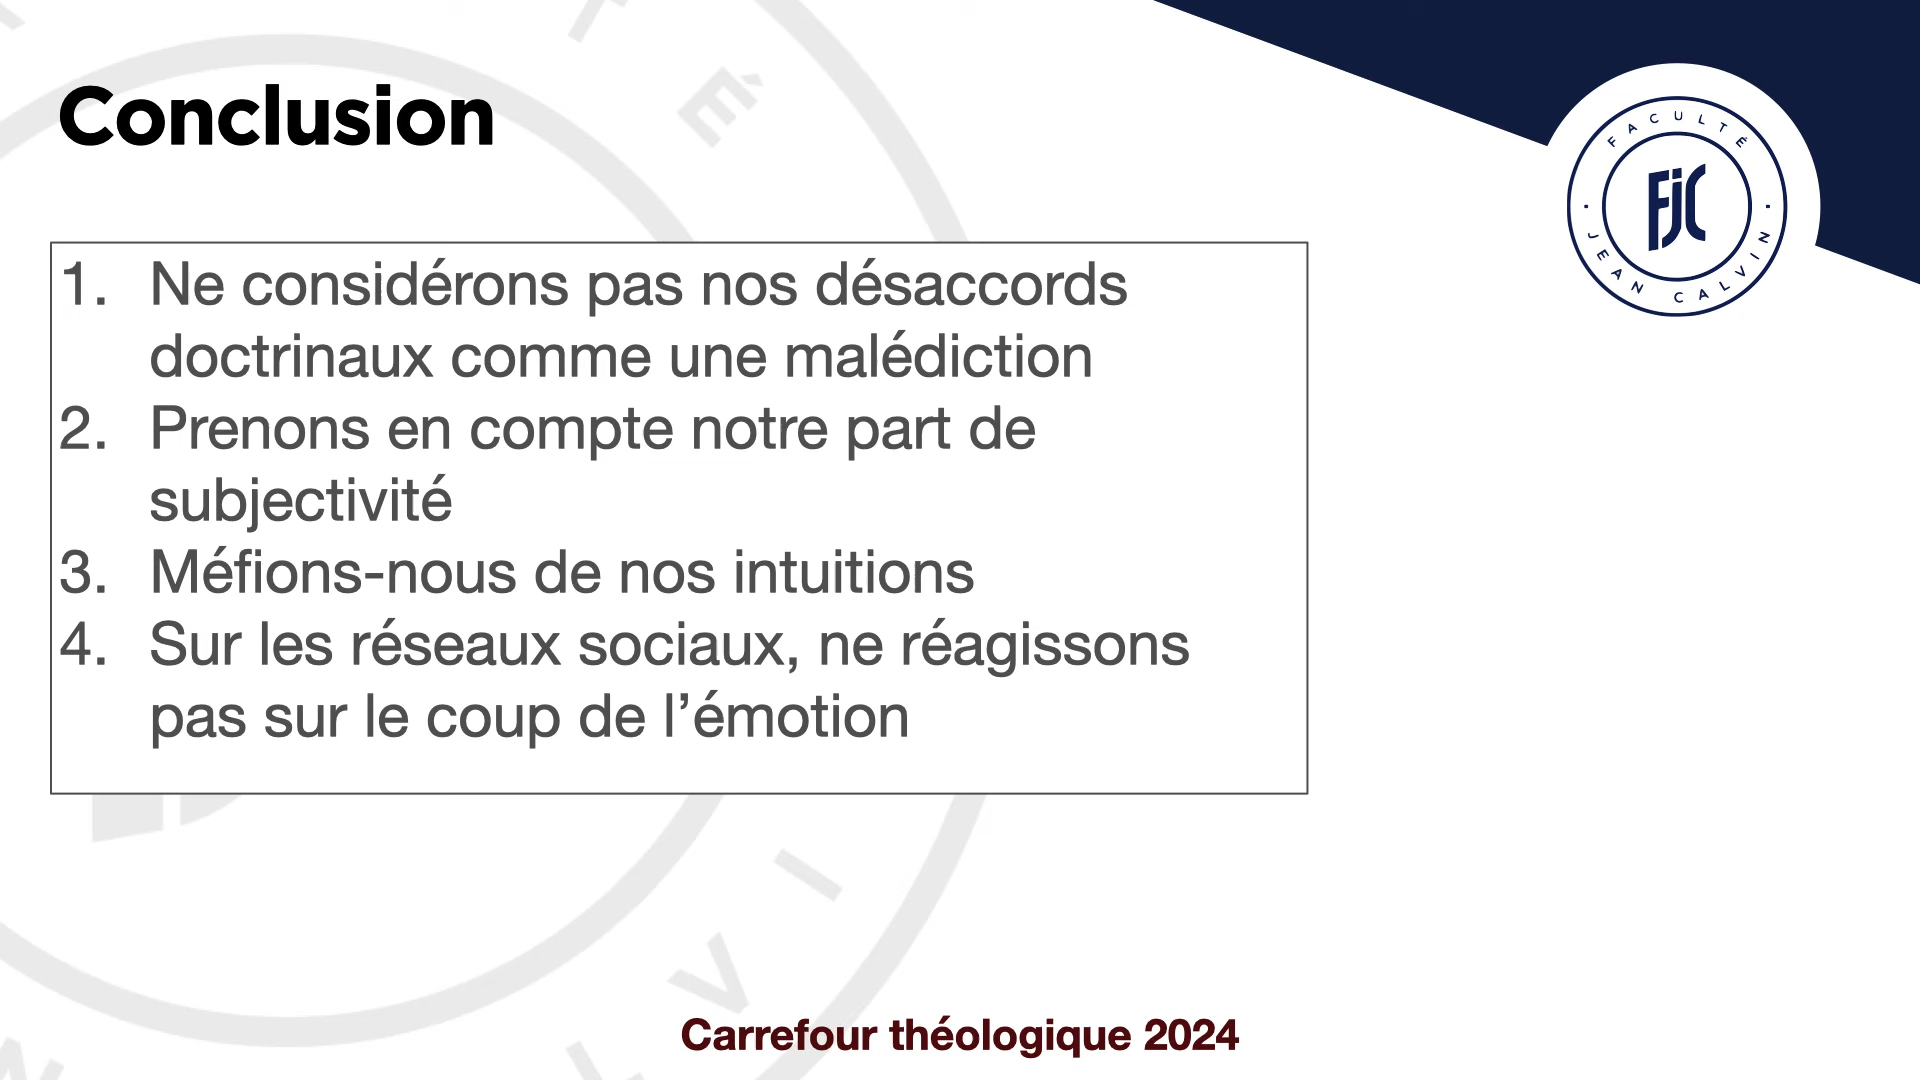 Conclusion
FACULTÉ
FJC
· JEAN CALVIN ·
1. Ne considérons pas nos désaccords
doctrinaux comme une malédiction
2. Prenons en compte notre part de
subjectivité
3. Méfions-nous de nos intuitions
4. Sur les réseaux sociaux, ne réagissons
pas sur le coup de l’émotion
Carrefour théologique 2024